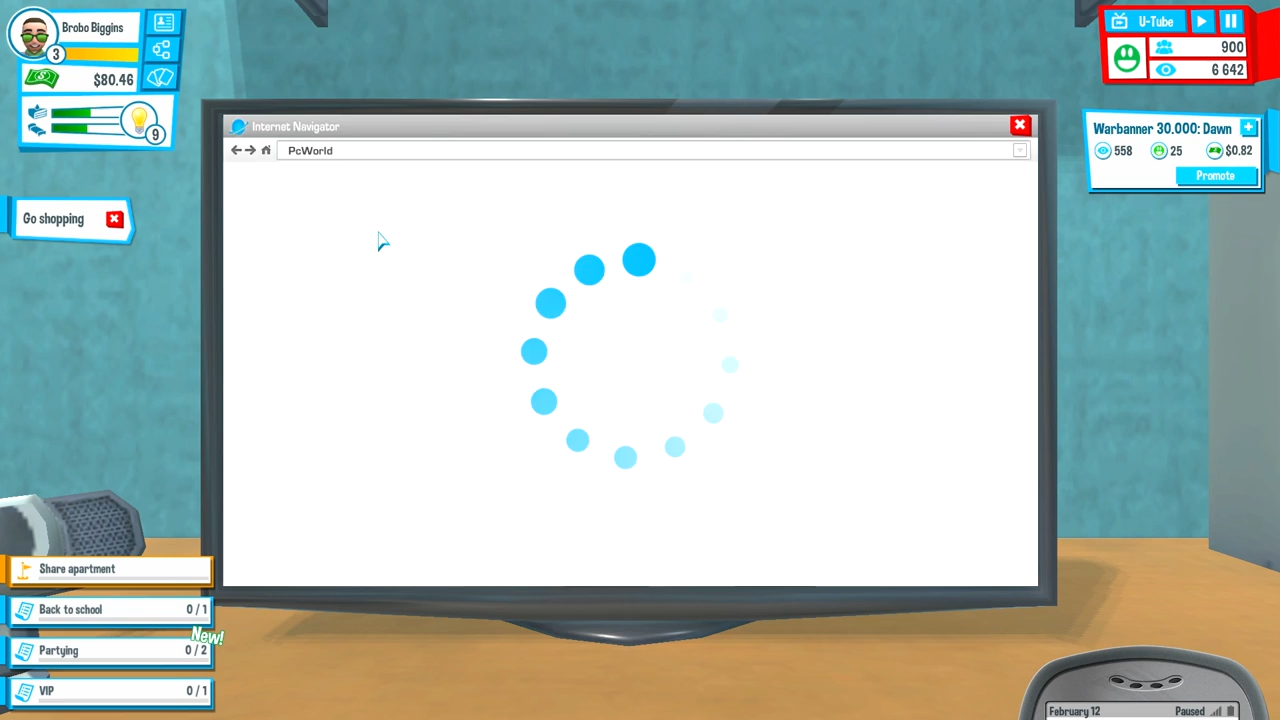 Brobo Biggins
3
$80.46
9
Go shopping
Internet Navigator
PcWorld
U-Tube
900
6 642
Warbanner 30.000: Dawn
558 25 $0.82
Promote
Share apartment
Back to school 0 / 1
New!
Partying 0 / 2
VIP 0 / 1
February 12 Paused